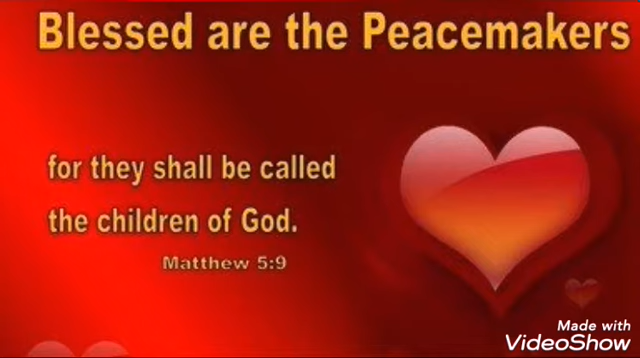 Blessed are the Peacemakers
for they shall be called
the children of God.
Matthew 5:9
Made with
VideoShow